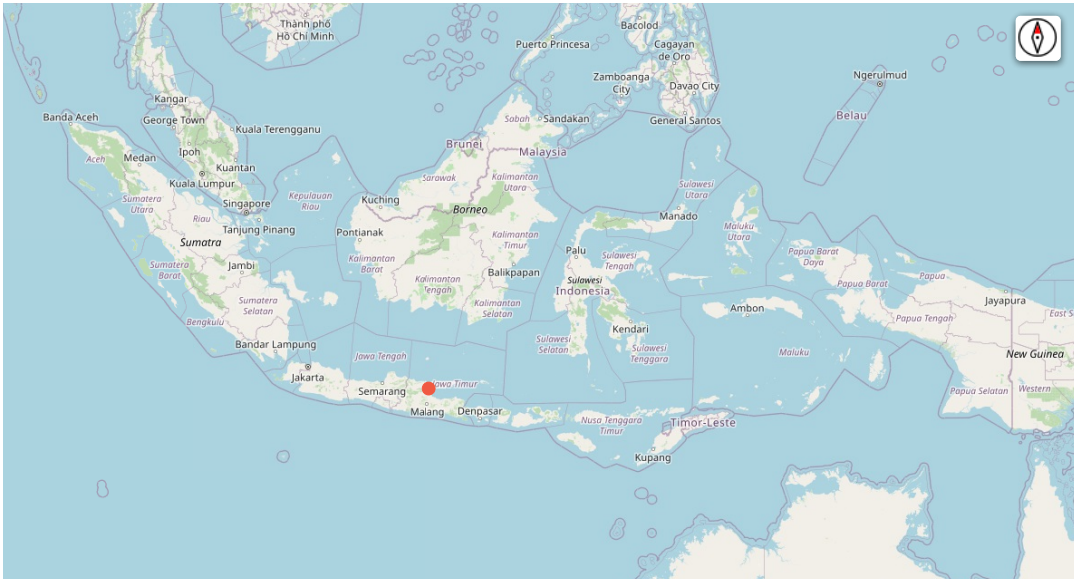 Thành phố
Hồ Chí Minh
Bacolod
Puerto Princesa
Cagayan
de Oro
Zamboanga
City
Davao City
General Santos
Ngerulmud
Belau
Kangar
Banda Aceh
George Town
Kuala Terengganu
Ipoh
Aceh
Medan
Kuantan
Kuala Lumpur
Sumatera
Utara
Singapore
Riau
Tanjung Pinang
Kepulauan
Riau
Sumatra
Sumatera
Barat
Jambi
Sumatera
Selatan
Bengkulu
Bandar Lampung
Sabah
Sandakan
Brunei
Malaysia
Sarawak
Kalimantan
Utara
Kuching
Borneo
Pontianak
Kalimantan
Timur
Kalimantan
Barat
Balikpapan
Kalimantan
Tengah
Kalimantan
Selatan
Sulawesi
Utara
Manado
Palu
Sulawesi
Tengah
Sulawesi
Indonesia
Kendari
Sulawesi
Selatan
Sulawesi
Tenggara
Maluku
Utara
Papua Barat
Daya
Papua Barat
Papua
Jayapura
Ambon
Papua Tengah
East S
Maluku
New Guinea
Papua Selatan
Western
Jawa Tengah
Jakarta
Semarang
Jawa Timur
Malang
Denpasar
Nusa Tenggara
Timur
Timor-Leste
Kupang